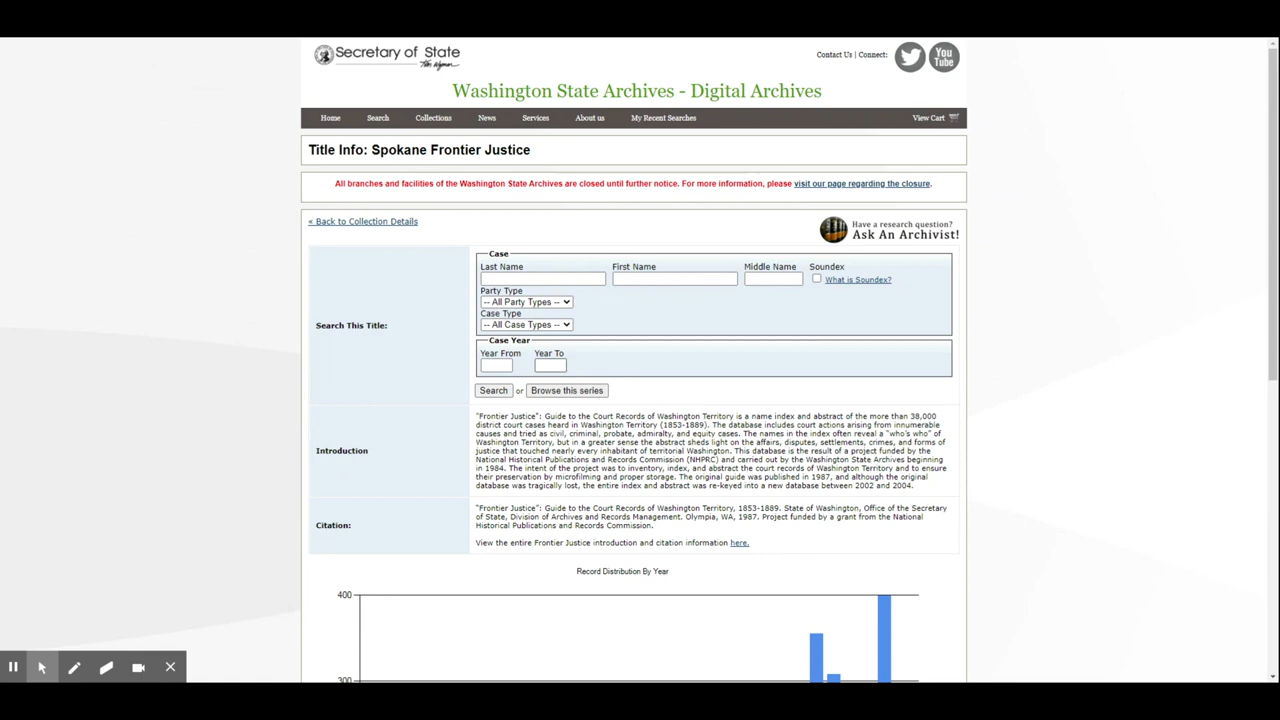 Secretary of State
Contact Us | Connect:
You
Tube
Washington State Archives - Digital Archives
Home Search Collections News Services About us My Recent Searches View Cart
Title Info: Spokane Frontier Justice
All branches and facilities of the Washington State Archives are closed until further notice. For more information, please visit our page regarding the closure.
« Back to Collection Details
Have a research question?
Ask An Archivist!
Case
Last Name First Name Middle Name Soundex
What is Soundex?
Party Type
-- All Party Types --
Case Type
-- All Case Types --
Search This Title:
Case Year
Year From Year To
Search or Browse this series
Introduction
"Frontier Justice": Guide to the Court Records of Washington Territory is a name index and abstract of the more than 38,000
district court cases heard in Washington Territory (1853-1889). The database includes court actions arising from innumerable
causes and tried as civil, criminal, probate, admiralty, and equity cases. The names in the index often reveal a "who's who" of
Washington Territory, but in a greater sense the abstract sheds light on the affairs, disputes, settlements, crimes, and forms of
justice that touched nearly every inhabitant of territorial Washington. This database is the result of a project funded by the
National Historical Publications and Records Commission (NHPRC) and carried out by the Washington State Archives beginning
in 1984. The intent of the project was to inventory, index, and abstract the court records of Washington Territory and to ensure
their preservation by microfilming and proper storage. The original guide was published in 1987, and although the original
database was tragically lost, the entire index and abstract was re-keyed into a new database between 2002 and 2004.
Citation:
"Frontier Justice": Guide to the Court Records of Washington Territory, 1853-1889. State of Washington, Office of the Secretary
of State, Division of Archives and Records Management. Olympia, WA, 1987. Project funded by a grant from the National
Historical Publications and Records Commission.
View the entire Frontier Justice introduction and citation information here.
Record Distribution By Year
400
300